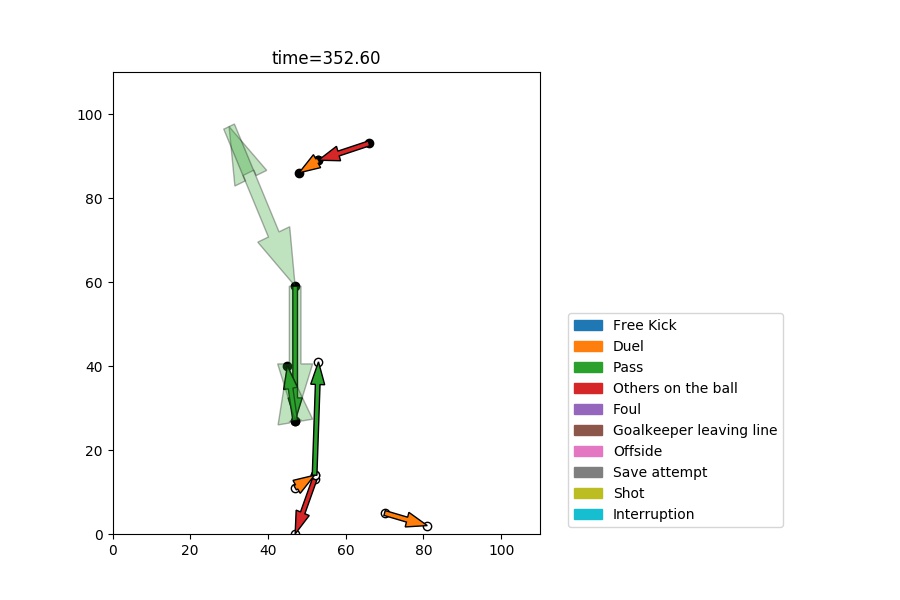 time=352.60
100
80
60
40
20
0
0 20 40 60 80 100
Free Kick
Duel
Pass
Others on the ball
Foul
Goalkeeper leaving line
Offside
Save attempt
Shot
Interruption